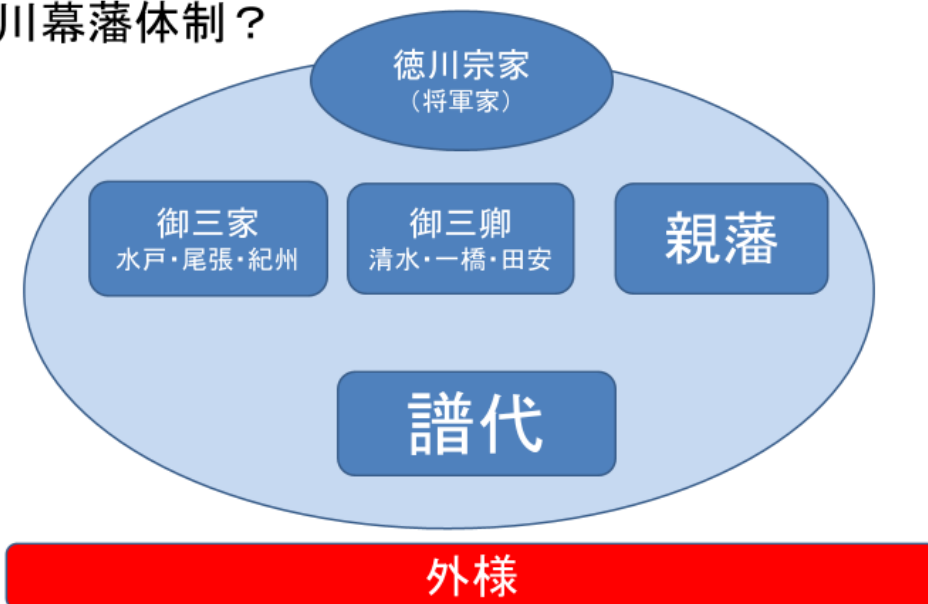 川幕藩体制？
徳川宗家
（将軍家）
御三家
水戸・尾張・紀州
御三卿
清水・一橋・田安
親藩
譜代
外様